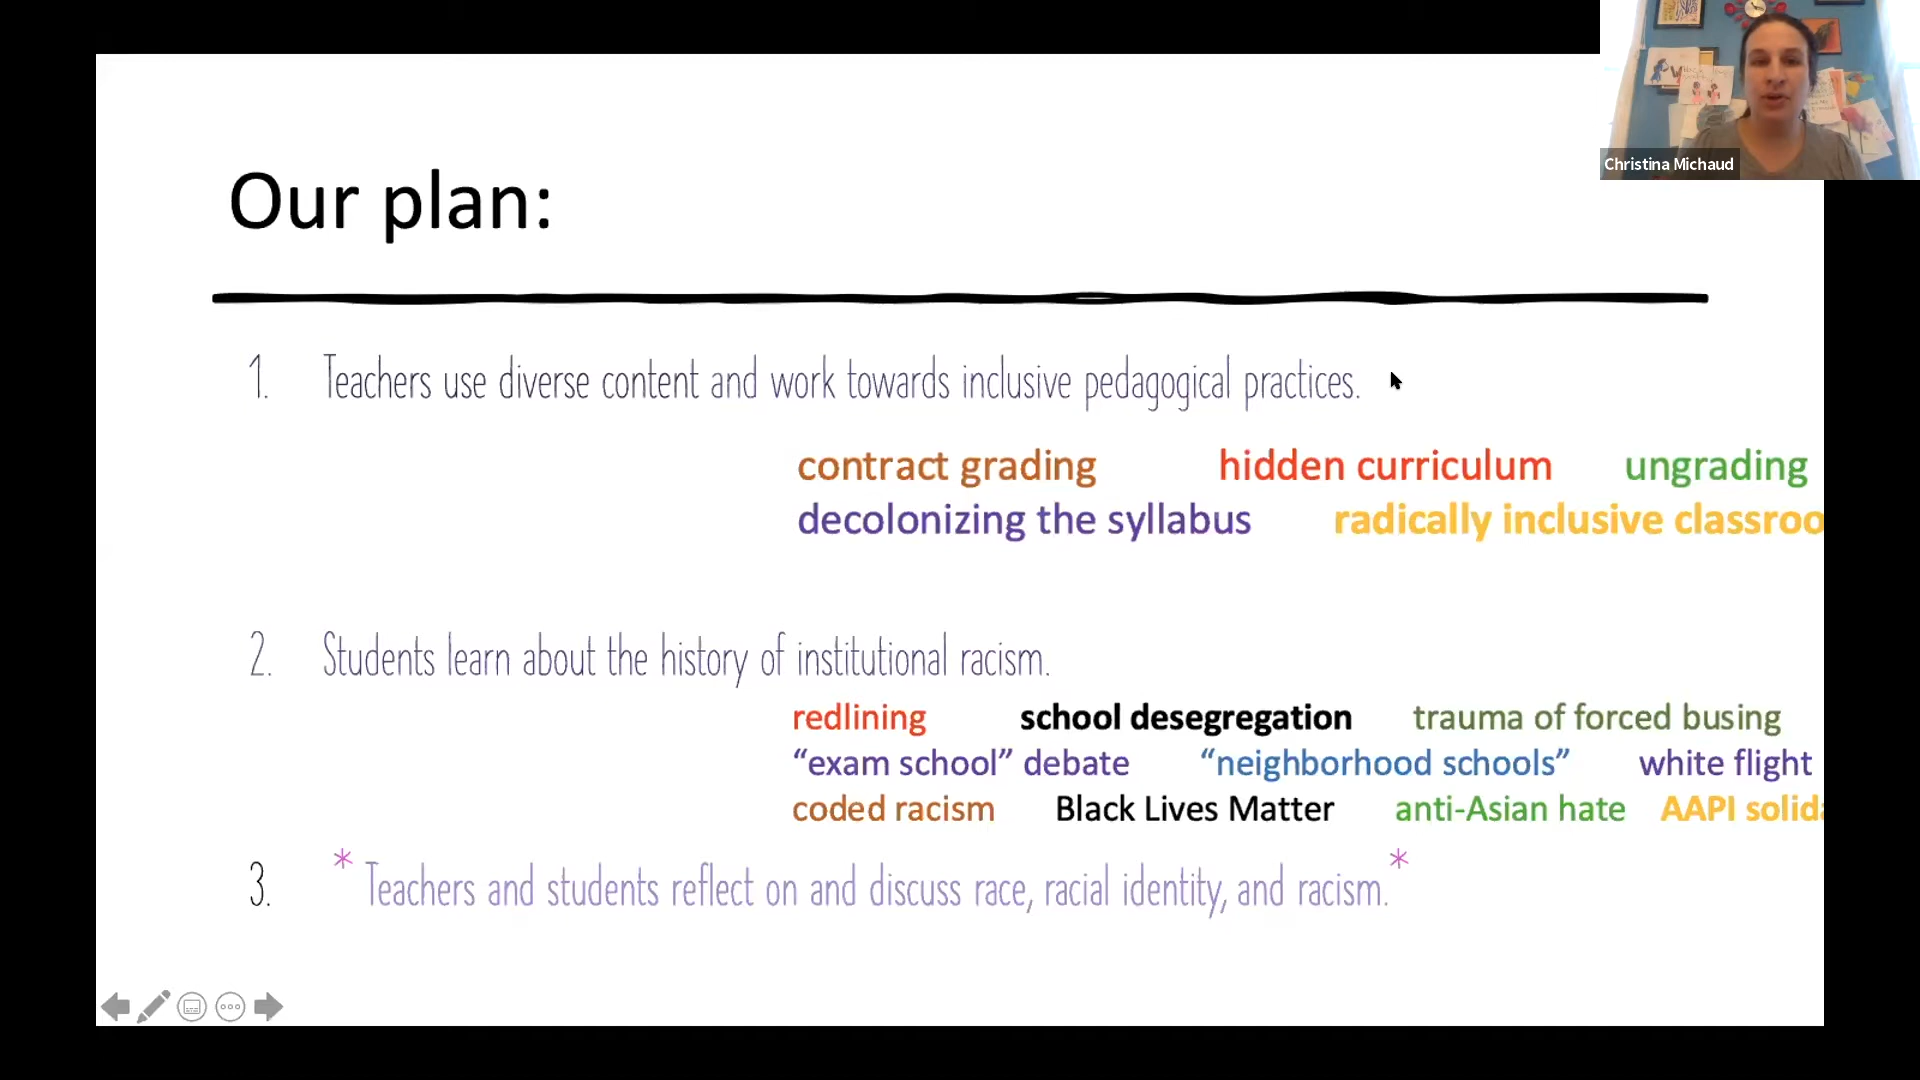 Christina Michaud
Our plan:
1. Teachers use diverse content and work towards inclusive pedagogical practices.
contract grading hidden curriculum ungrading
decolonizing the syllabus radically inclusive classroo
2. Students learn about the history of institutional racism.
redlining school desegregation trauma of forced busing
“exam school” debate “neighborhood schools” white flight
coded racism Black Lives Matter anti-Asian hate AAPI solida
3. * Teachers and students reflect on and discuss race, racial identity, and racism.*